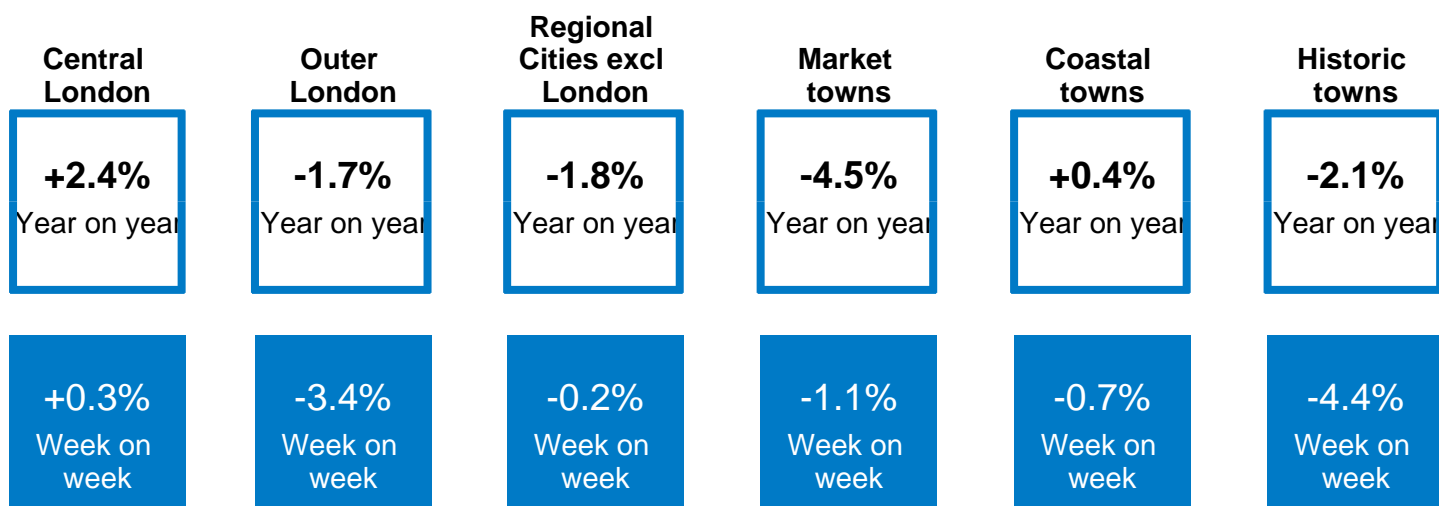 Central
London
Outer
London
Regional
Cities excl
London
Market
towns
Coastal
towns
Historic
towns
+2.4%
Year on year
-1.7%
Year on year
-1.8%
Year on year
-4.5%
Year on year
+0.4%
Year on year
-2.1%
Year on year
+0.3%
Week on
week
-3.4%
Week on
week
-0.2%
Week on
week
-1.1%
Week on
week
-0.7%
Week on
week
-4.4%
Week on
week